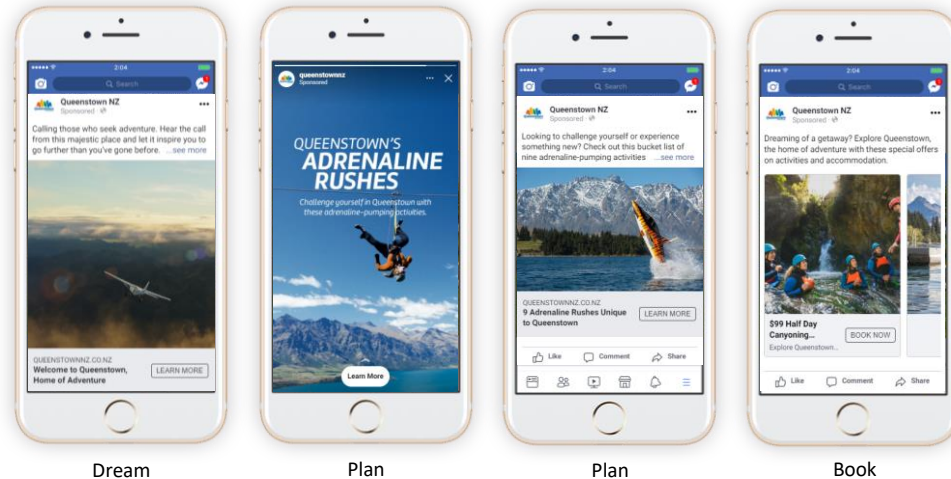 2:04
Search
Queenstown NZ
Sponsored
Calling those who seek adventure. Hear the call
from this majestic place and let it inspire you to
go further than you've gone before. ...see more
QUEENSTOWNNZ.CO.NZ
Welcome to Queenstown,
Home of Adventure
LEARN MORE
Dream
queenstownnz
Sponsored
QUEENSTOWN'S
ADRENALINE
RUSHES
Challenge yourself in Queenstown with
these adrenaline-pumping activities.
Learn More
Plan
2:04
Search
Queenstown NZ
Sponsored
Looking to challenge yourself or experience
something new? Check out this bucket list of
nine adrenaline-pumping activities ...see more
QUEENSTOWNNZ.CO.NZ
9 Adrenaline Rushes Unique
to Queenstown
LEARN MORE
Like Comment Share
Plan
2:04
Search
Queenstown NZ
Sponsored
Dreaming of a getaway? Explore Queenstown,
the home of adventure with these special offers
on activities and accommodation.
$99 Half Day
Canyoning...
Explore Queenstown...
BOOK NOW
Like Comment Share
Book